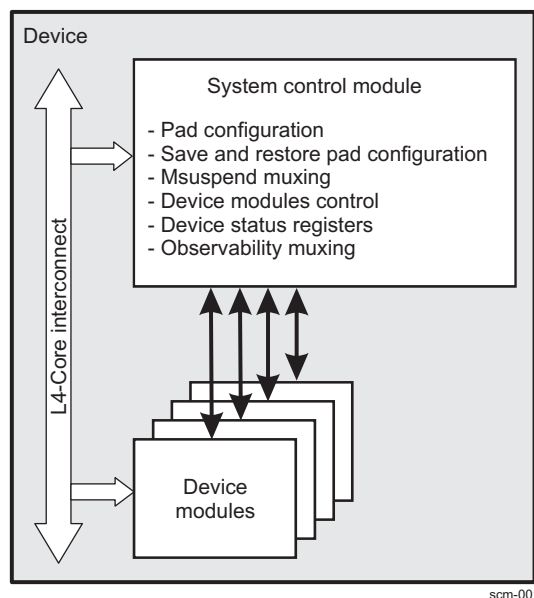 Device
System control module
- Pad configuration
- Save and restore pad configuration
- Msuspend muxing
- Device modules control
- Device status registers
- Observability muxing
L4-Core interconnect
Device
modules
scm-00